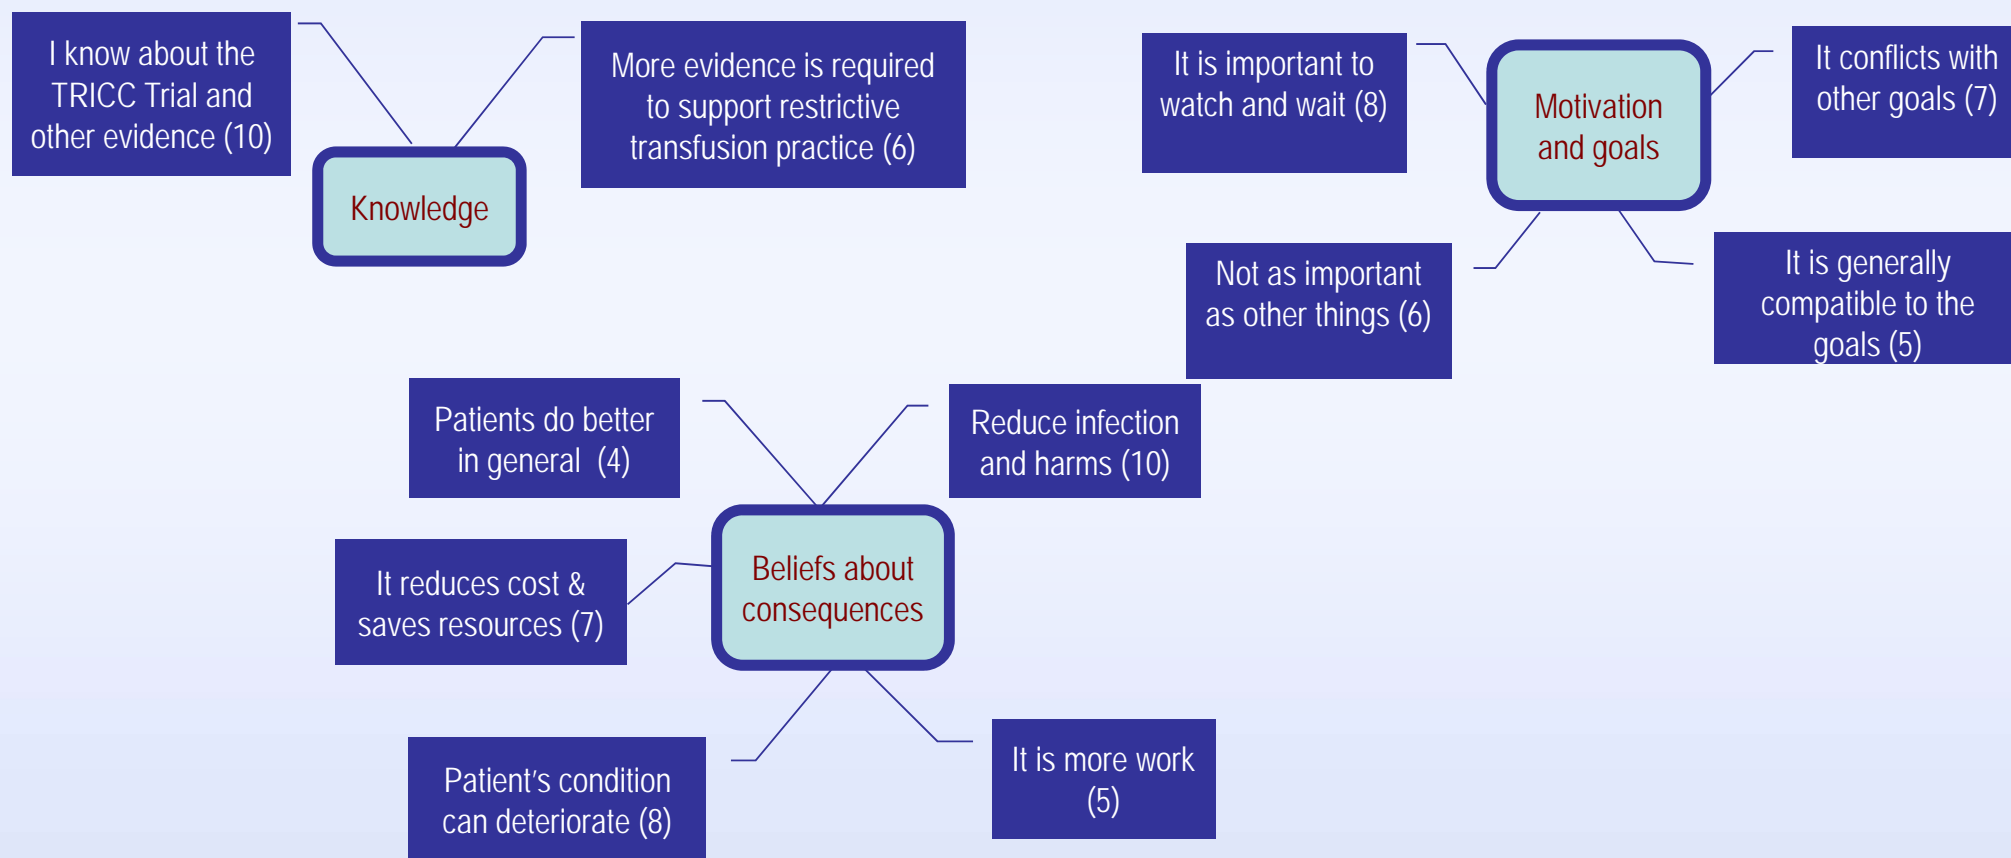 I know about the
TRICC Trial and
other evidence (10)
More evidence is required
to support restrictive
transfusion practice (6)
Knowledge
It is important to
watch and wait (8)
Motivation
and goals
It conflicts with
other goals (7)
Not as important
as other things (6)
It is generally
compatible to the
goals (5)
Patients do better
in general (4)
Reduce infection
and harms (10)
It reduces cost &
saves resources (7)
Beliefs about
consequences
Patient's condition
can deteriorate (8)
It is more work
(5)